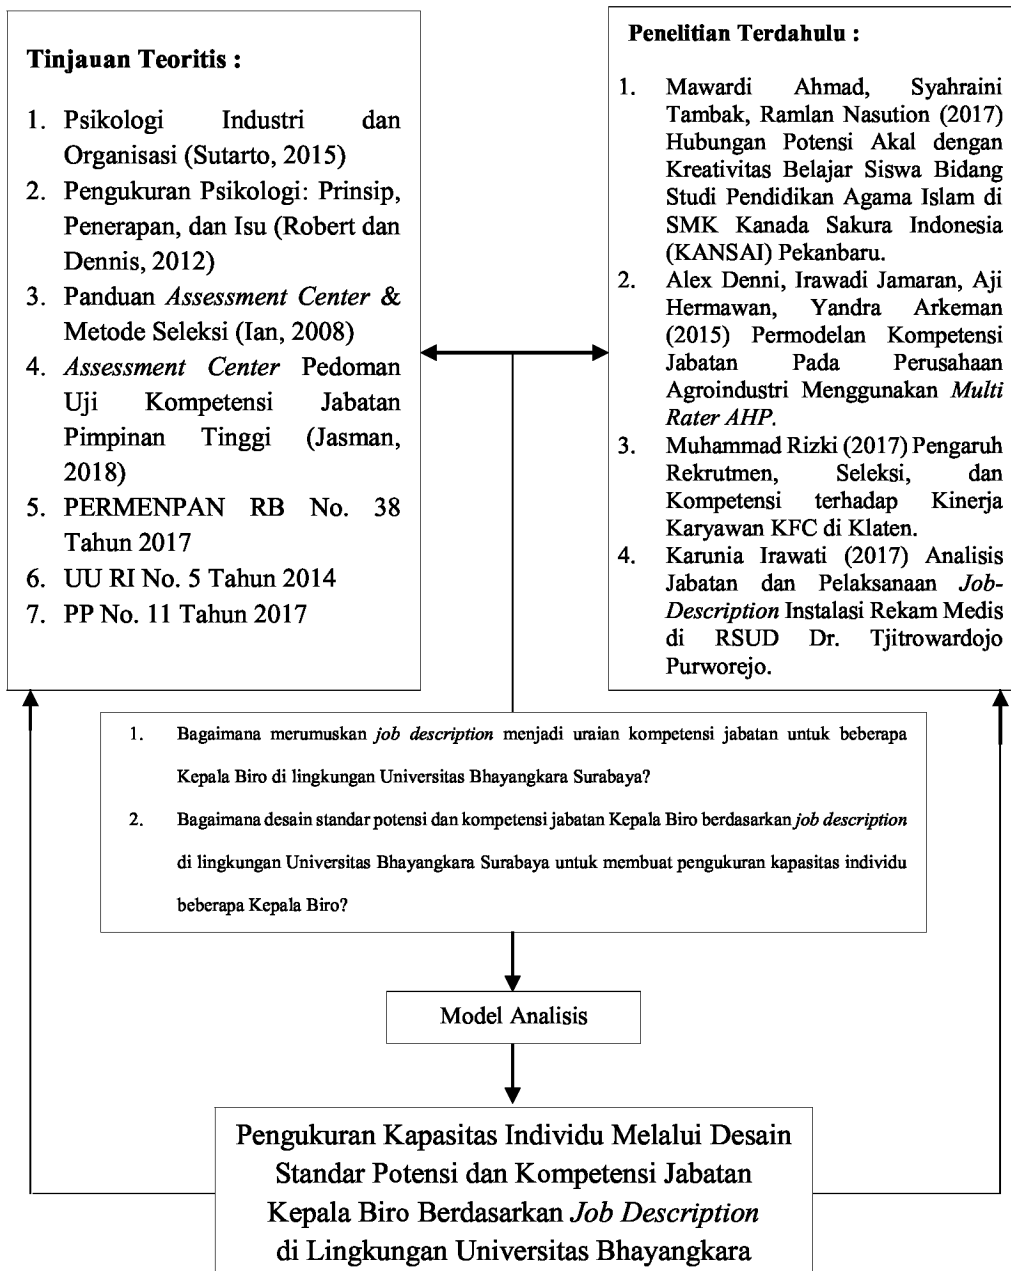 Tinjauan Teoritis :
1. Psikologi Industri dan
Organisasi (Sutarto, 2015)
2. Pengukuran Psikologi: Prinsip,
Penerapan, dan Isu (Robert dan
Dennis, 2012)
3. Panduan Assessment Center &
Metode Seleksi (Ian, 2008)
4. Assessment Center Pedoman
Uji Kompetensi Jabatan
Pimpinan Tinggi (Jasman,
2018)
5. PERMENPAN RB No. 38
Tahun 2017
6. UU RI No. 5 Tahun 2014
7. PP No. 11 Tahun 2017
Penelitian Terdahulu :
1. Mawardi Ahmad, Syahraini
Tambak, Ramlan Nasution (2017)
Hubungan Potensi Akal dengan
Kreativitas Belajar Siswa Bidang
Studi Pendidikan Agama Islam di
SMK Kanada Sakura Indonesia
(KANSAI) Pekanbaru.
2. Alex Denni, Irawadi Jamaran, Aji
Hermawan, Yandra Arkeman
(2015) Permodelan Kompetensi
Jabatan Pada Perusahaan
Agroindustri Menggunakan Multi
Rater AHP.
3. Muhammad Rizki (2017) Pengaruh
Rekrutmen, Seleksi, dan
Kompetensi terhadap Kinerja
Karyawan KFC di Klaten.
4. Karunia Irawati (2017) Analisis
Jabatan dan Pelaksanaan Job-
Description Instalasi Rekam Medis
di RSUD Dr. Tjitrowardojo
Purworejo.
1. Bagaimana merumuskan job description menjadi uraian kompetensi jabatan untuk beberapa
Kepala Biro di lingkungan Universitas Bhayangkara Surabaya?
2. Bagaimana desain standar potensi dan kompetensi jabatan Kepala Biro berdasarkan job description
di lingkungan Universitas Bhayangkara Surabaya untuk membuat pengukuran kapasitas individu
beberapa Kepala Biro?
Model Analisis
Pengukuran Kapasitas Individu Melalui Desain
Standar Potensi dan Kompetensi Jabatan
Kepala Biro Berdasarkan Job Description
di Lingkungan Universitas Bhayangkara